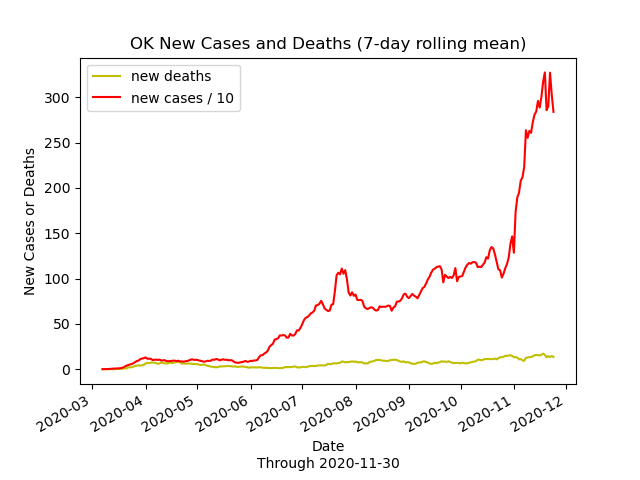 OK New Cases and Deaths (7-day rolling mean)
new deaths
new cases / 10
300
250
200
150
100
50
0
New Cases or Deaths
2020-03
2020-04
2020-05
2020-06
2020-07
2020-08
2020-09
2020-10
2020-11
2020-12
Date
Through 2020-11-30